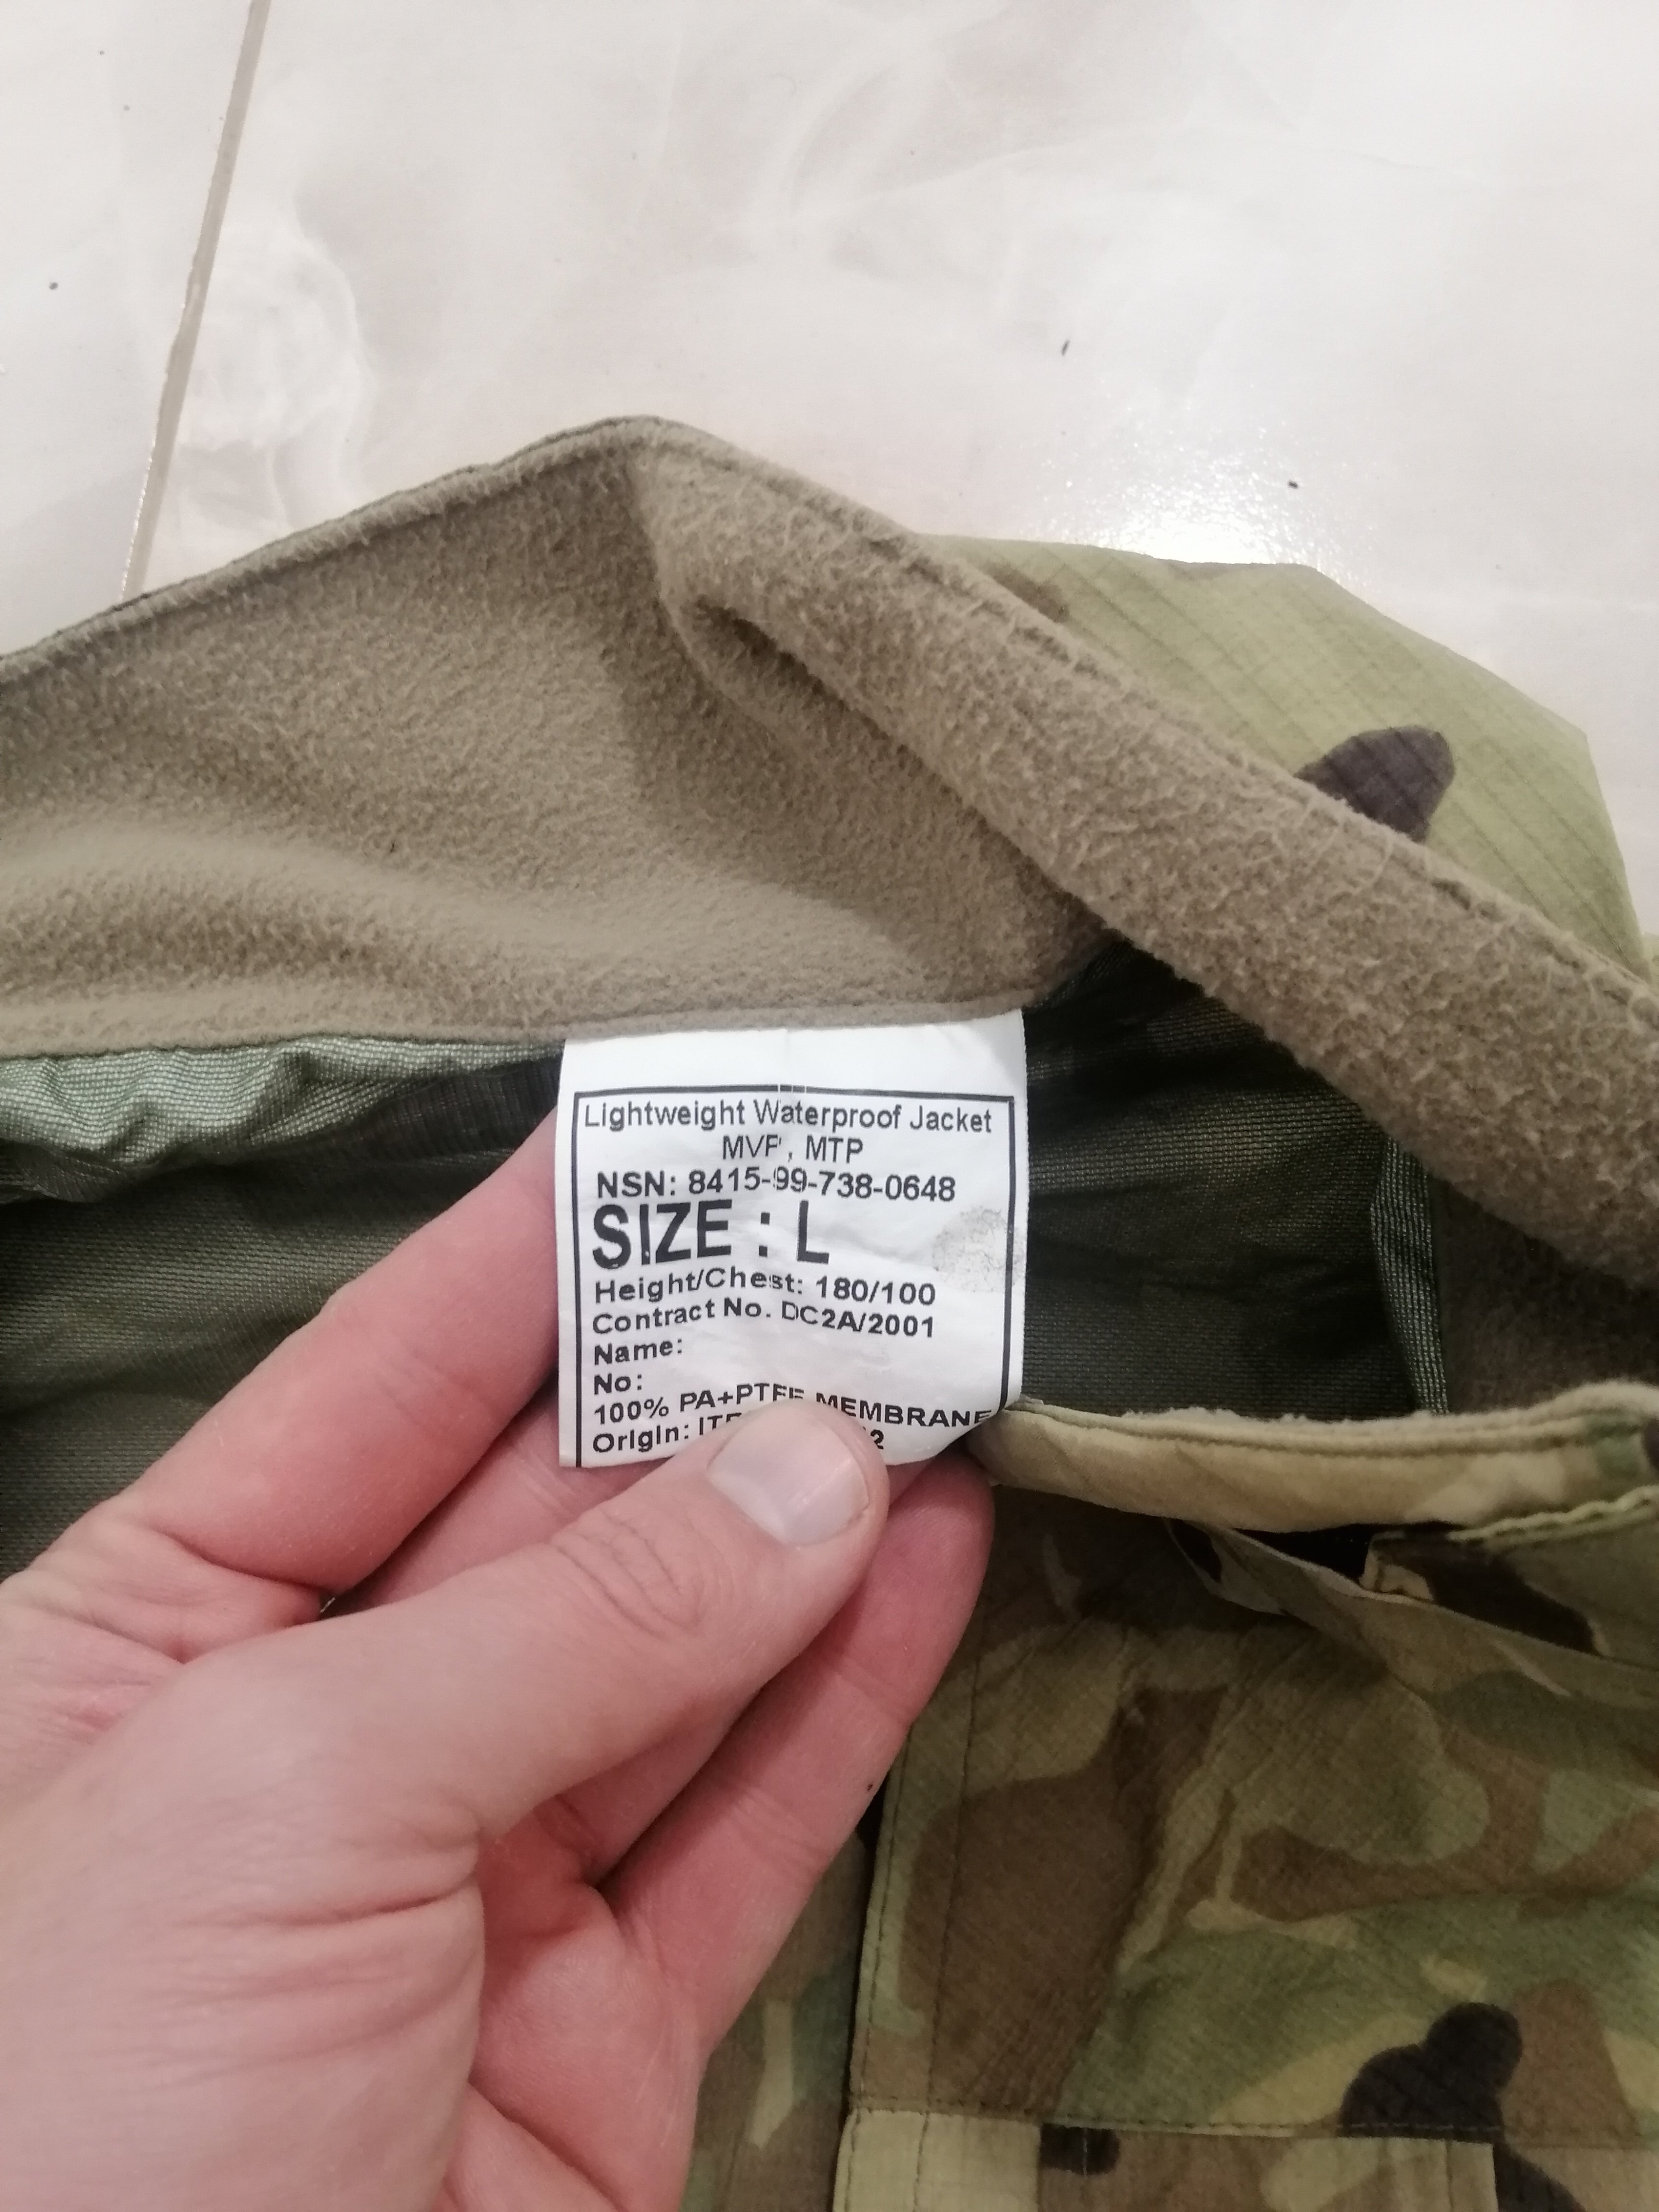 Lightweight Waterproof Jacket
MVP, MTP
NSN: 8415-99-738-0648
SIZE : L
Height/Chest: 180/100
Contract No. DC2A/2001
Name:
No:
100% PA+PTFE MEMBRANE
Origin: